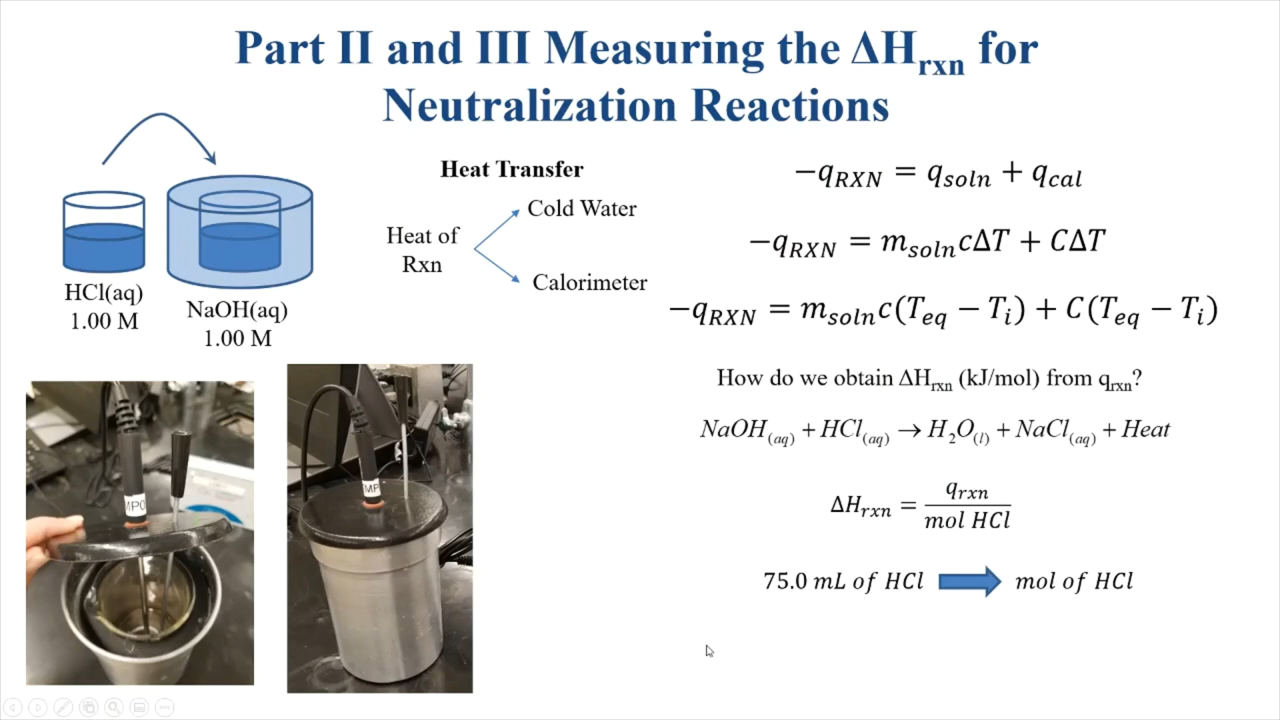 Part II and III Measuring the ΔHrxn for
Neutralization Reactions
HCl(aq)
1.00 M
NaOH(aq)
1.00 M
Heat Transfer
Heat of
Rxn
Cold Water
Calorimeter
−qRXN = qsoln + qcal
−qRXN = msolncΔT + CΔT
−qRXN = msolnc(Teq − Ti) + C(Teq − Ti)
How do we obtain ΔHrxn (kJ/mol) from qrxn?
NaOH(aq) + HCl(aq) → H2O(l) + NaCl(aq) + Heat
ΔHrxn = qrxn / mol HCl
75.0 mL of HCl mol of HCl
MPO
MP